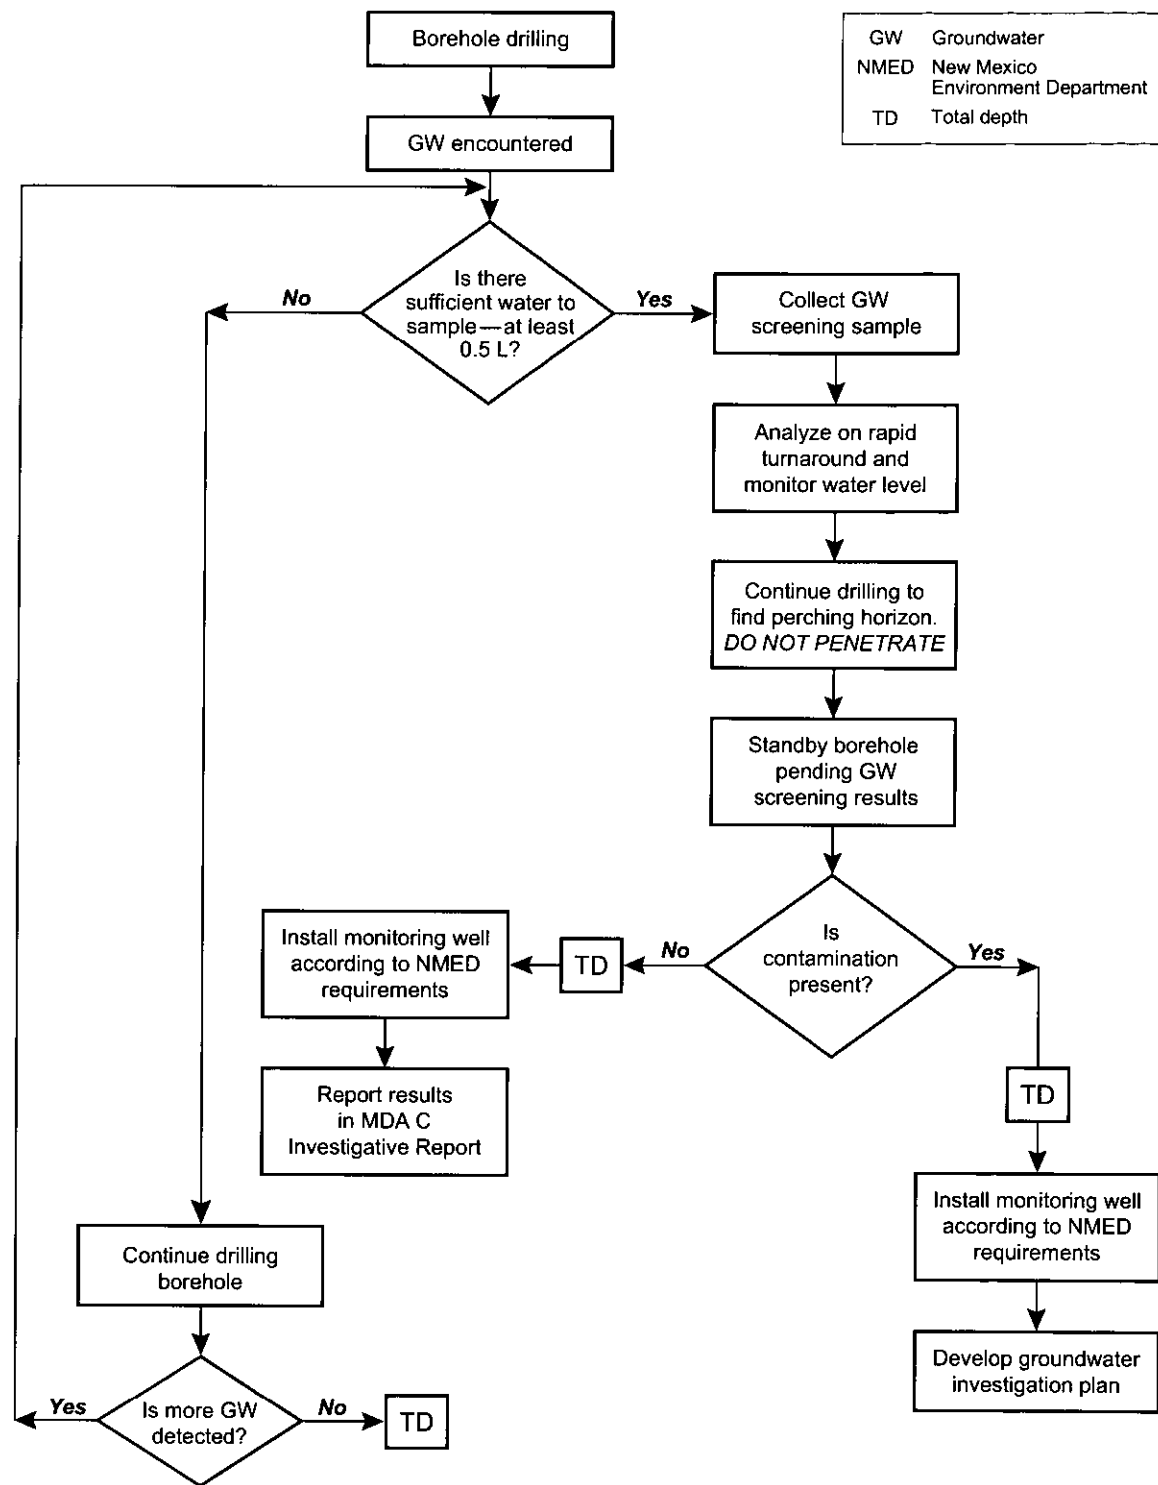 Borehole drilling
GW Groundwater
NMED New Mexico
Environment Department
TD Total depth
GW encountered
Is there
sufficient water to
sample—at least
0.5 L?
No
Yes
Collect GW
screening sample
Analyze on rapid
turnaround and
monitor water level
Continue drilling to
find perching horizon.
DO NOT PENETRATE
Standby borehole
pending GW
screening results
Is
contamination
present?
No
Yes
TD
Install monitoring well
according to NMED
requirements
Report results
in MDA C
Investigative Report
TD
Install monitoring well
according to NMED
requirements
Develop groundwater
investigation plan
Continue drilling
borehole
Is more GW
detected?
Yes
No
TD